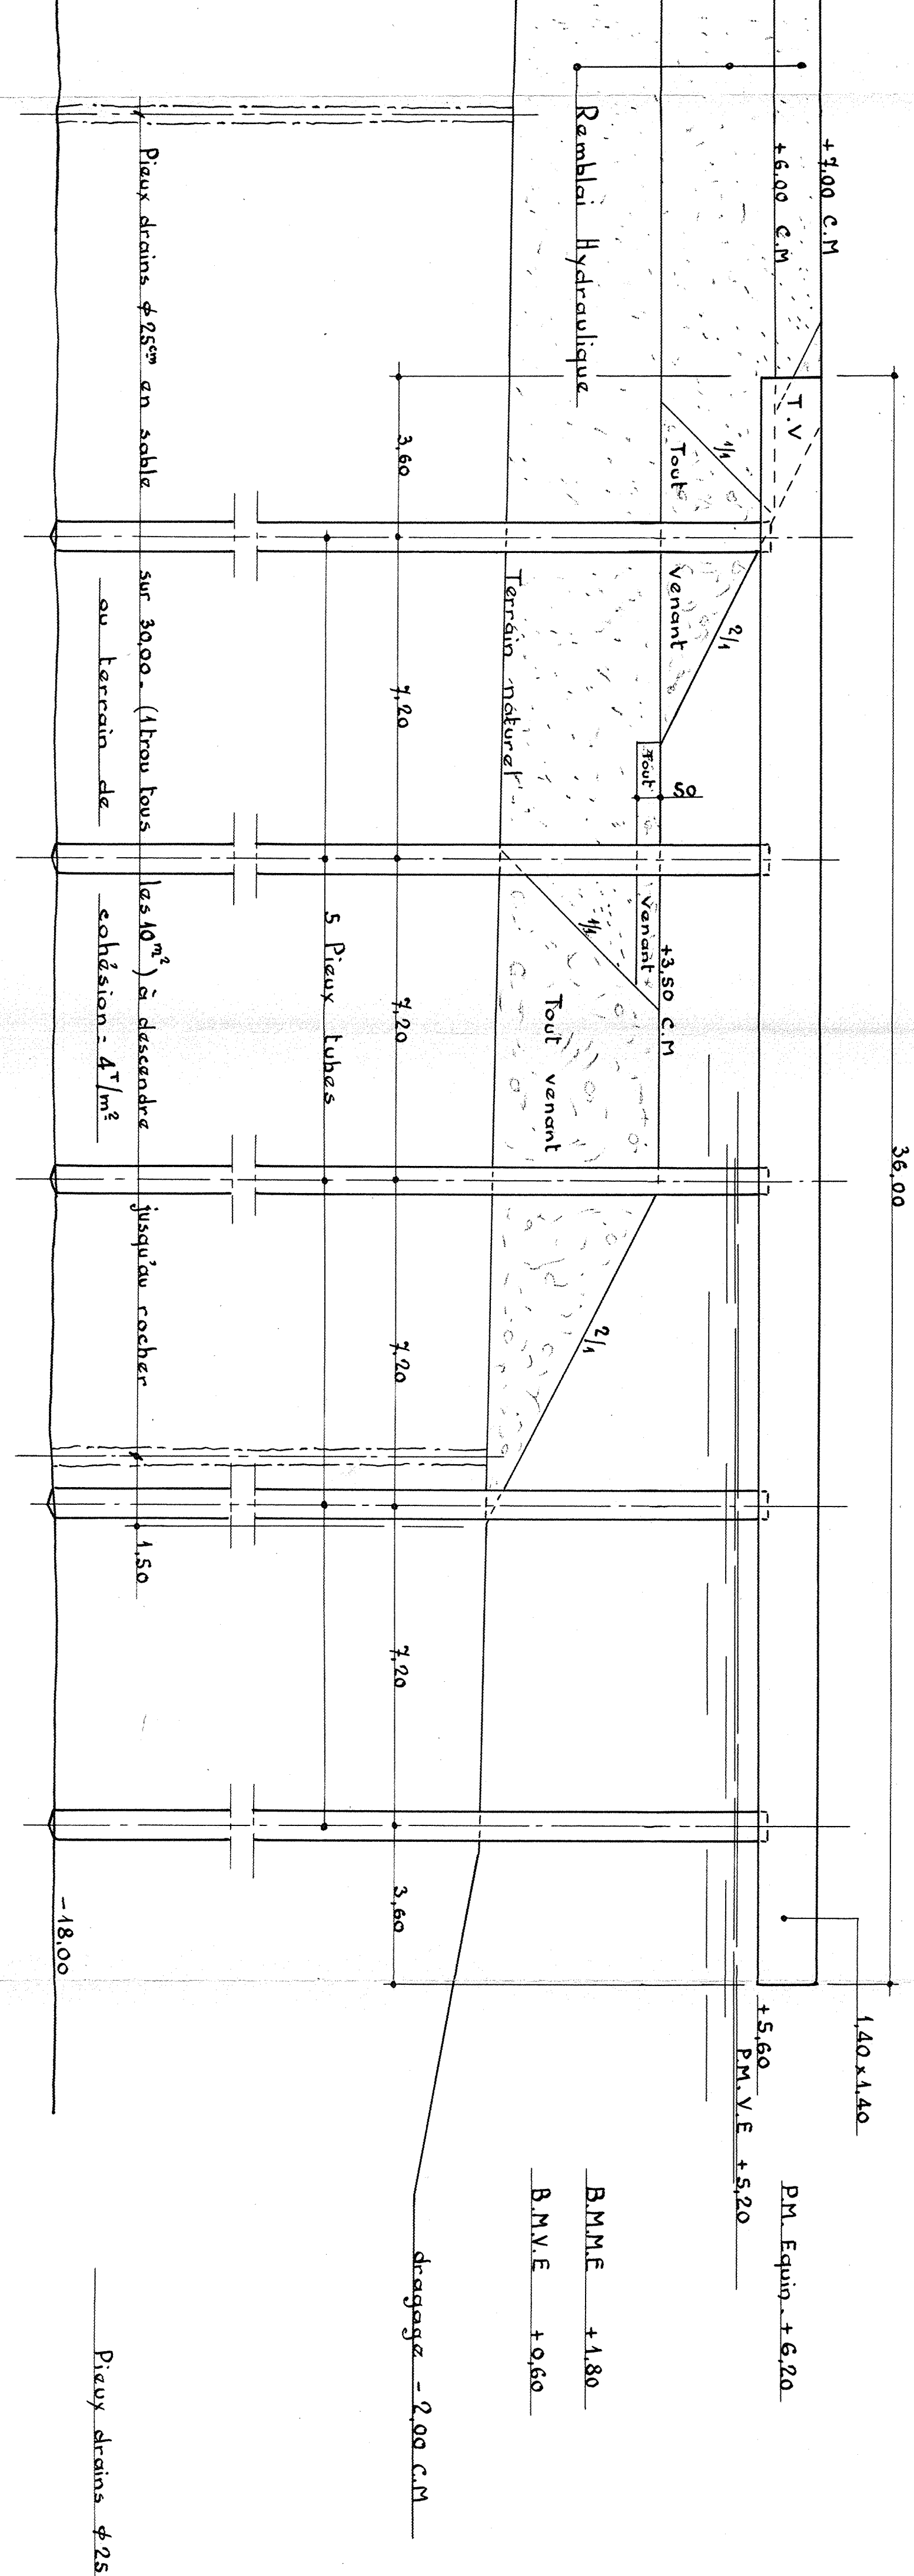 36,00
1,40 x 1,40
+7,00 C.M
+6,00 C.M
T.V
+5,60
P.M. Equin. + 6,20
P.M. V.E + 5,20
1/1
Tout venant
2/1
50
Tout venant
+3,50 C.M
Remblai Hydraulique
B.M.M.E + 1,80
1/1
Tout venant
2/1
B.M.V.E + 0,60
Terrain naturel
3,60
7,20
7,20
7,20
7,20
3,60
dragage - 2,00 C.M
5 Pieux tubes
Pieux drains ϕ 25cm en sable sur 30,00 - (1 trou tous les 10m²) à descendre jusqu'au rocher
1,50
ou terrain de cohésion = 4T/m²
-18,00
Pieux drains ϕ 25